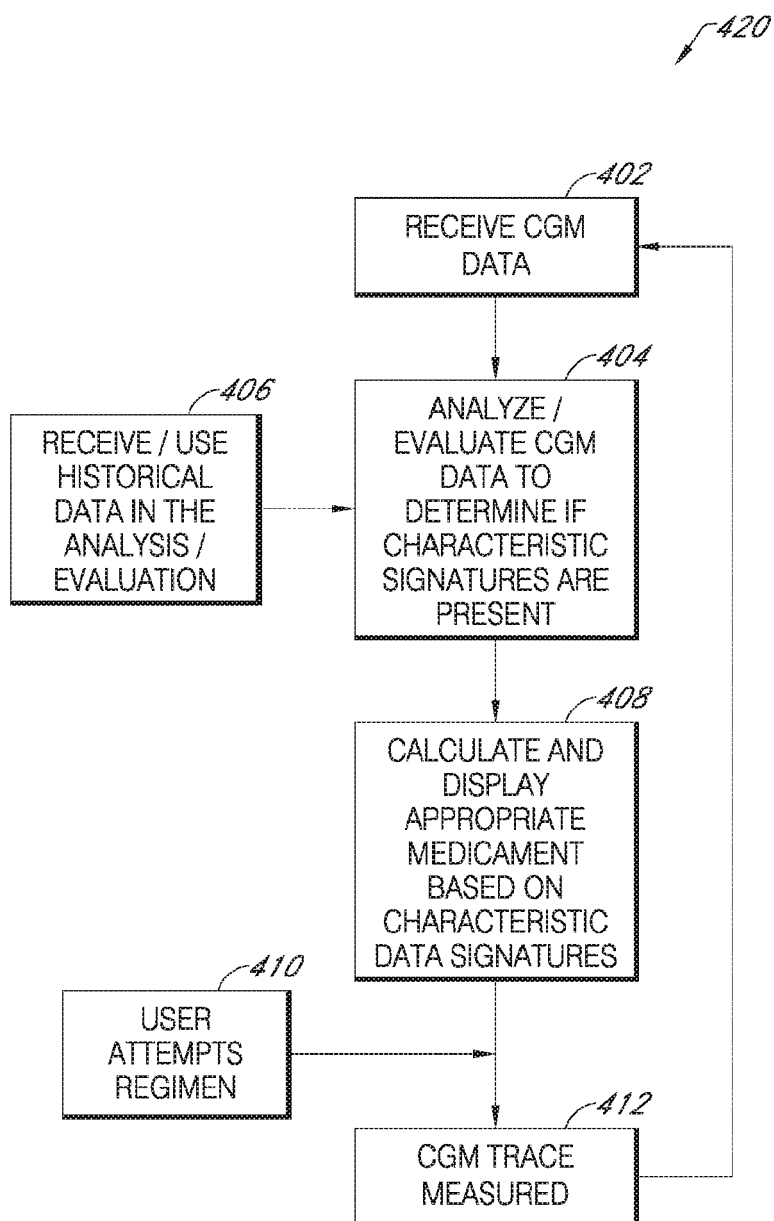 420
402
RECEIVE CGM
DATA
404
ANALYZE /
EVALUATE CGM
DATA TO
DETERMINE IF
CHARACTERISTIC
SIGNATURES ARE
PRESENT
406
RECEIVE / USE
HISTORICAL
DATA IN THE
ANALYSIS /
EVALUATION
408
CALCULATE AND
DISPLAY
APPROPRIATE
MEDICAMENT
BASED ON
CHARACTERISTIC
DATA SIGNATURES
410
USER
ATTEMPTS
REGIMEN
412
CGM TRACE
MEASURED